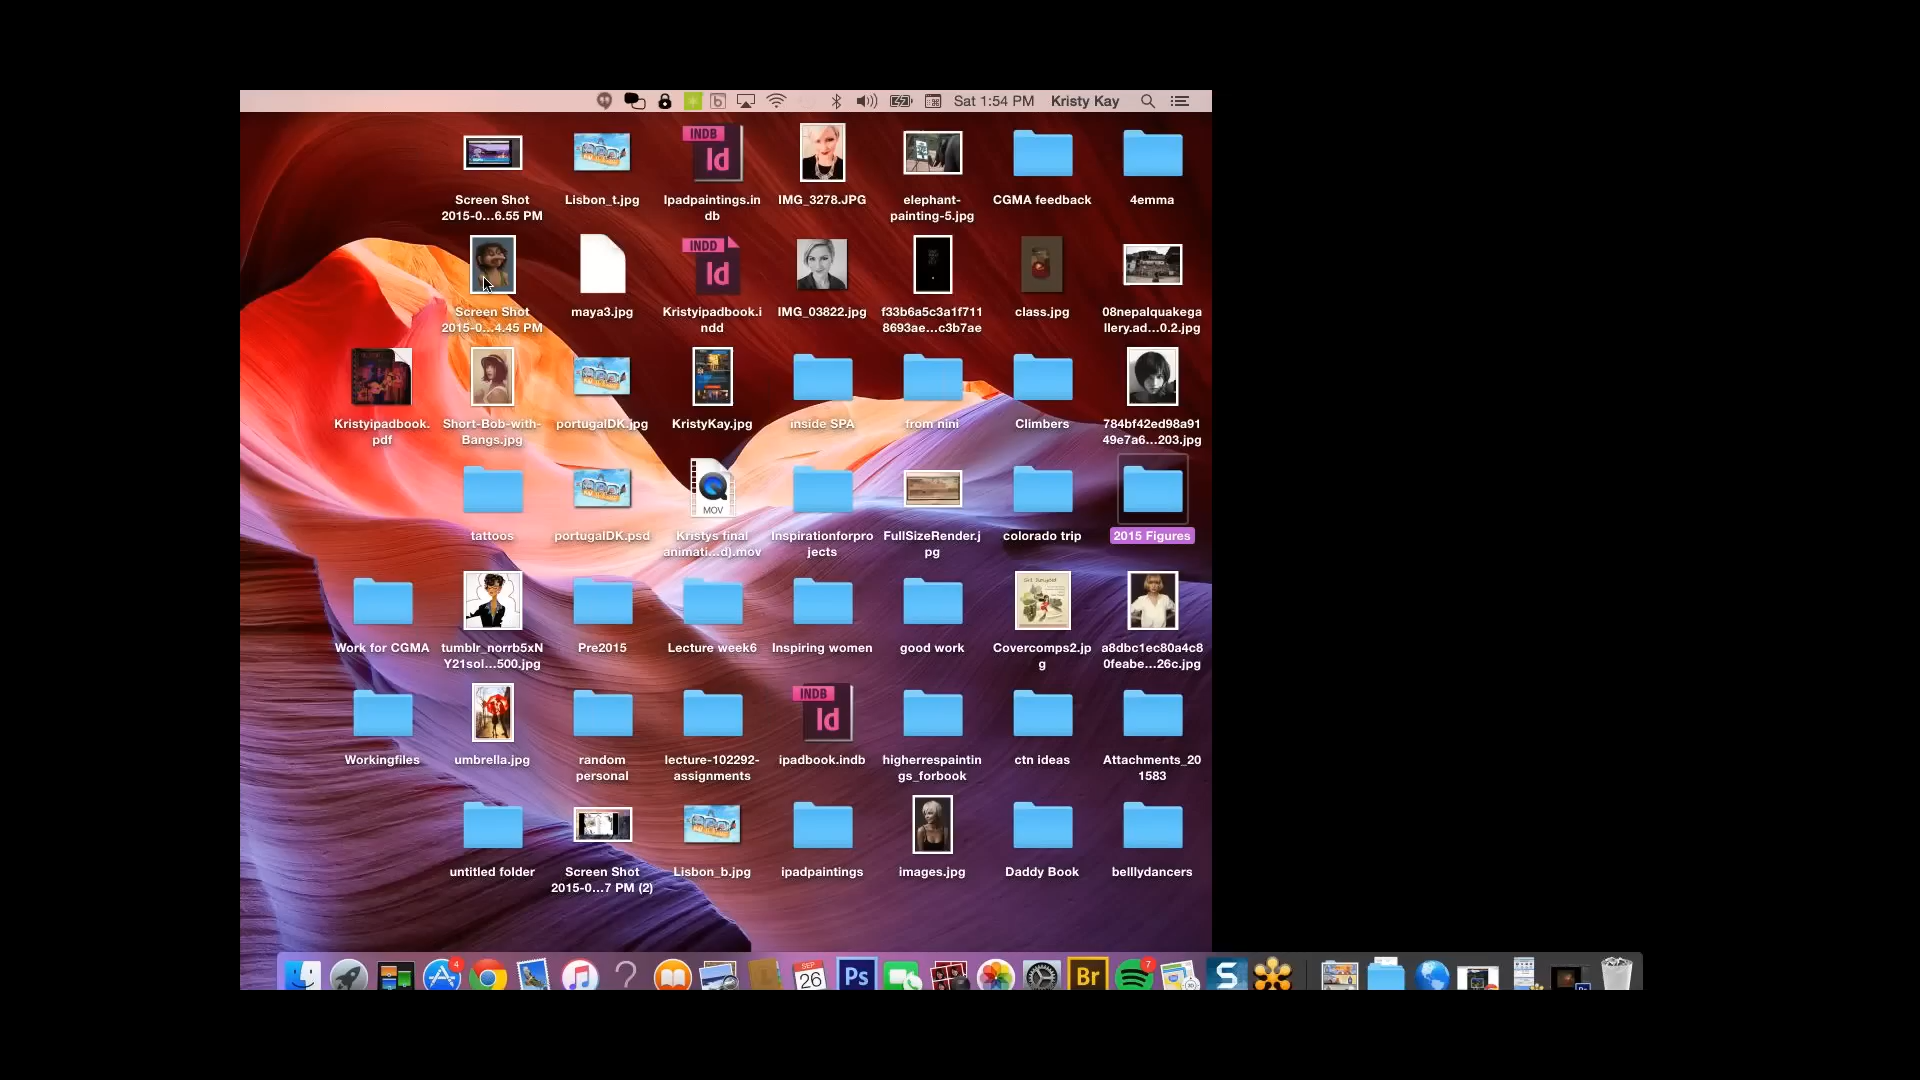 Sat 1:54 PM Kristy Kay
Screen Shot
2015-0...6.55 PM
Lisbon_t.jpg
INDB
Id
Ipadpaintings.in
db
IMG_3278.JPG
elephant-
painting-5.jpg
CGMA feedback
4emma
Screen Shot
2015-0...4.45 PM
maya3.jpg
INDD
Id
Kristyipadbook.i
ndd
IMG_03822.jpg
f33b6a5c3a1f711
8693ae...c3b7ae
class.jpg
08nepalquakega
llery.ad...0.2.jpg
Kristyipadbook.
pdf
Short-Bob-with-
Bangs.jpg
portugalDK.jpg
KristyKay.jpg
inside SPA
from nini
Climbers
784bf42ed98a91
49e7a6...203.jpg
tattoos
portugalDK.psd
MOV
Kristys final
animati...d).mov
Inspirationforpro
jects
FullSizeRender.j
pg
colorado trip
2015 Figures
Work for CGMA
tumblr_norrb5xN
Y21sol...500.jpg
Pre2015
Lecture week6
Inspiring women
good work
Covercomps2.jp
g
a8dbc1ec80a4c8
0feabe...26c.jpg
Workingfiles
umbrella.jpg
random
personal
lecture-102292-
assignments
INDB
Id
ipadbook.indb
higherrespaintin
gs_forbook
ctn ideas
Attachments_20
1583
untitled folder
Screen Shot
2015-0...7 PM (2)
Lisbon_b.jpg
ipadpaintings
images.jpg
Daddy Book
belllydancers
4
SEP
26
Ps
Br
7
S